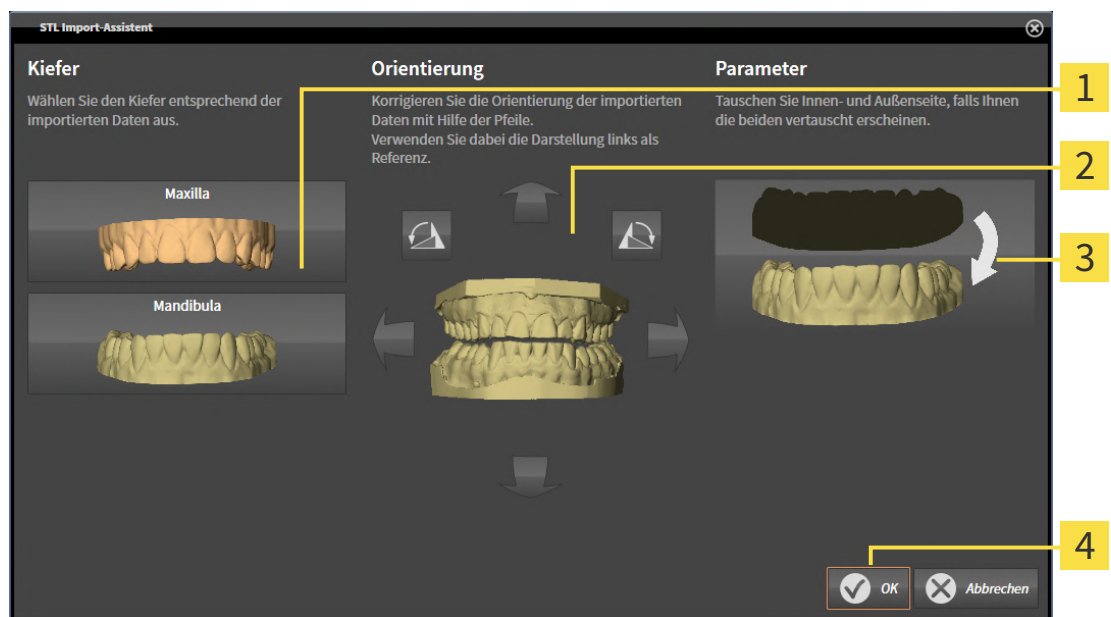 STL Import-Assistent
Kiefer
Wählen Sie den Kiefer entsprechend der
importierten Daten aus.
Maxilla
Mandibula
Orientierung
Korrigieren Sie die Orientierung der importierten
Daten mit Hilfe der Pfeile.
Verwenden Sie dabei die Darstellung links als
Referenz.
Parameter
Tauschen Sie Innen- und Außenseite, falls Ihnen
die beiden vertauscht erscheinen.
1
2
3
4
OK
Abbrechen